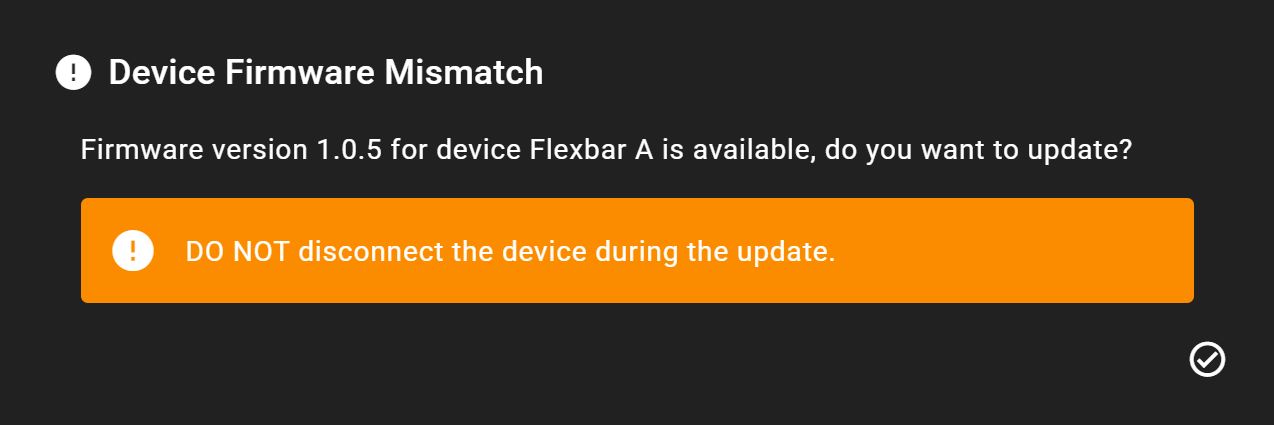 Device Firmware Mismatch
Firmware version 1.0.5 for device Flexbar A is available, do you want to update?
DO NOT disconnect the device during the update.